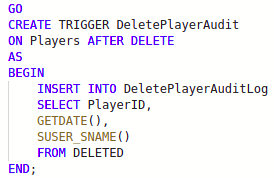 GO
CREATE TRIGGER DeletePlayerAudit
ON Players AFTER DELETE
AS
BEGIN
    INSERT INTO DeletePlayerAuditLog
    SELECT PlayerID,
    GETDATE(),
    SUSER_SNAME()
    FROM DELETED
END;